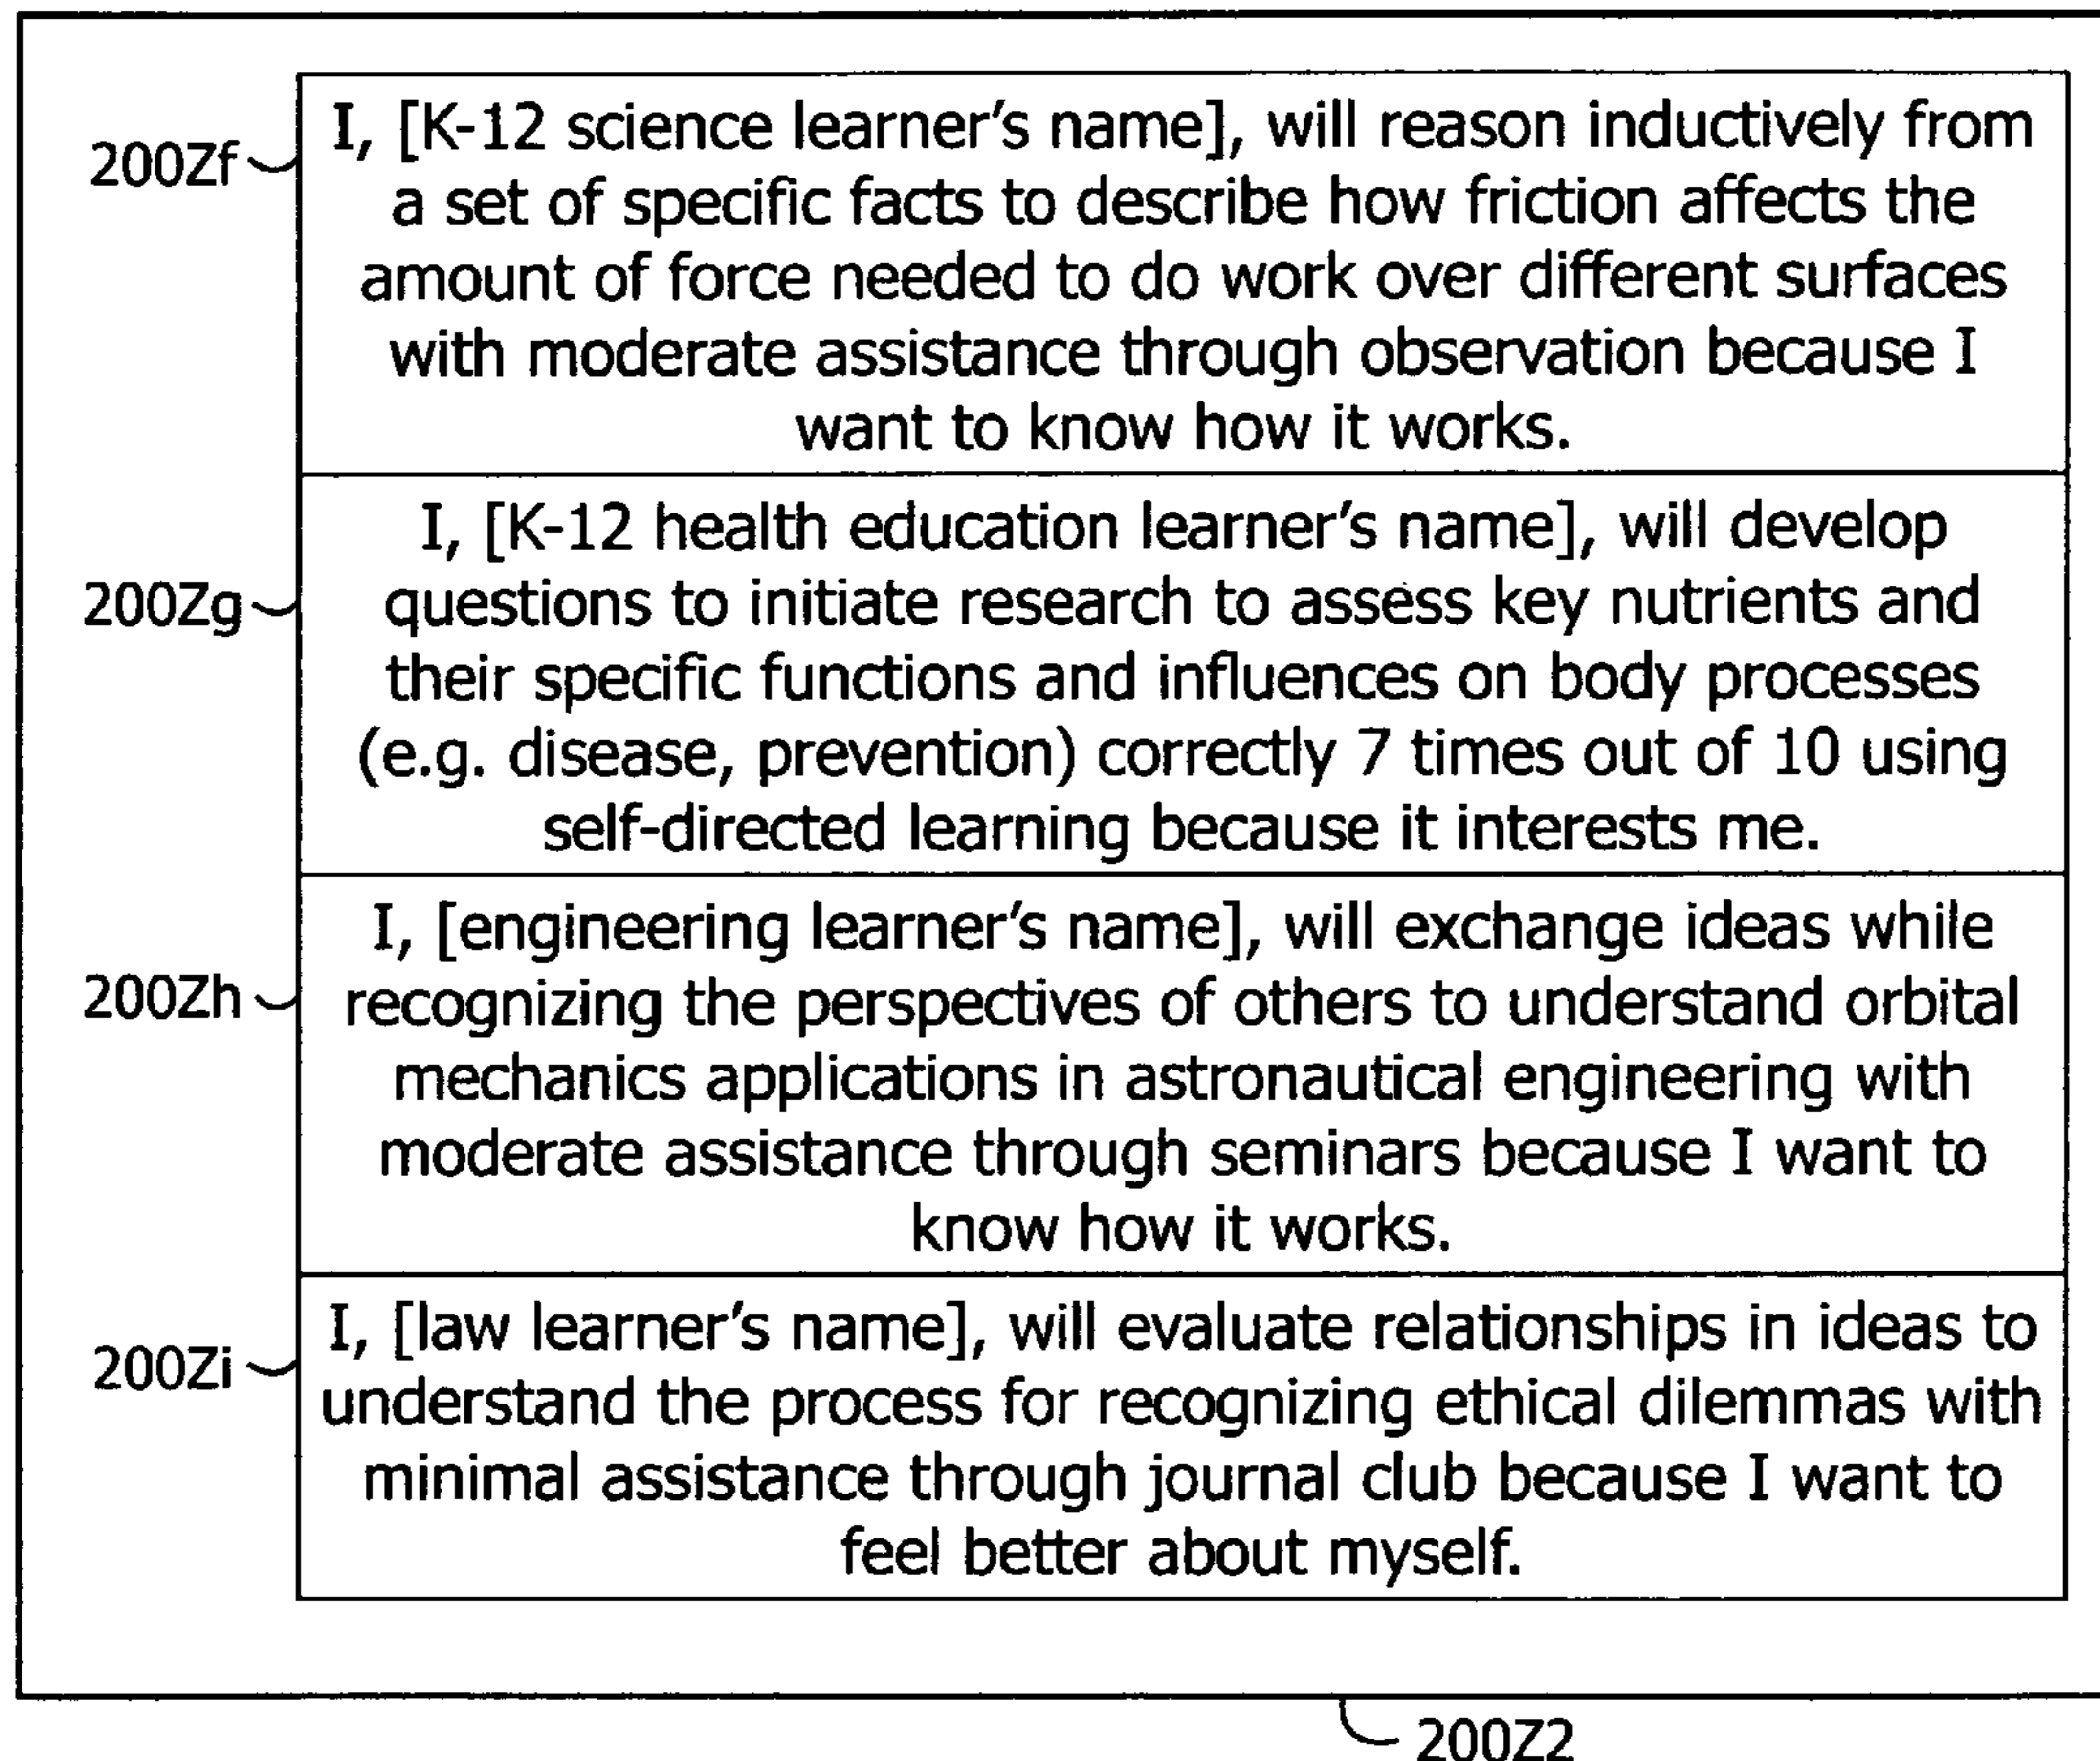 200Zf
I, [K-12 science learner's name], will reason inductively from
a set of specific facts to describe how friction affects the
amount of force needed to do work over different surfaces
with moderate assistance through observation because I
want to know how it works.
200Zg
I, [K-12 health education learner's name], will develop
questions to initiate research to assess key nutrients and
their specific functions and influences on body processes
(e.g. disease, prevention) correctly 7 times out of 10 using
self-directed learning because it interests me.
200Zh
I, [engineering learner's name], will exchange ideas while
recognizing the perspectives of others to understand orbital
mechanics applications in astronautical engineering with
moderate assistance through seminars because I want to
know how it works.
200Zi
I, [law learner's name], will evaluate relationships in ideas to
understand the process for recognizing ethical dilemmas with
minimal assistance through journal club because I want to
feel better about myself.
200Z2